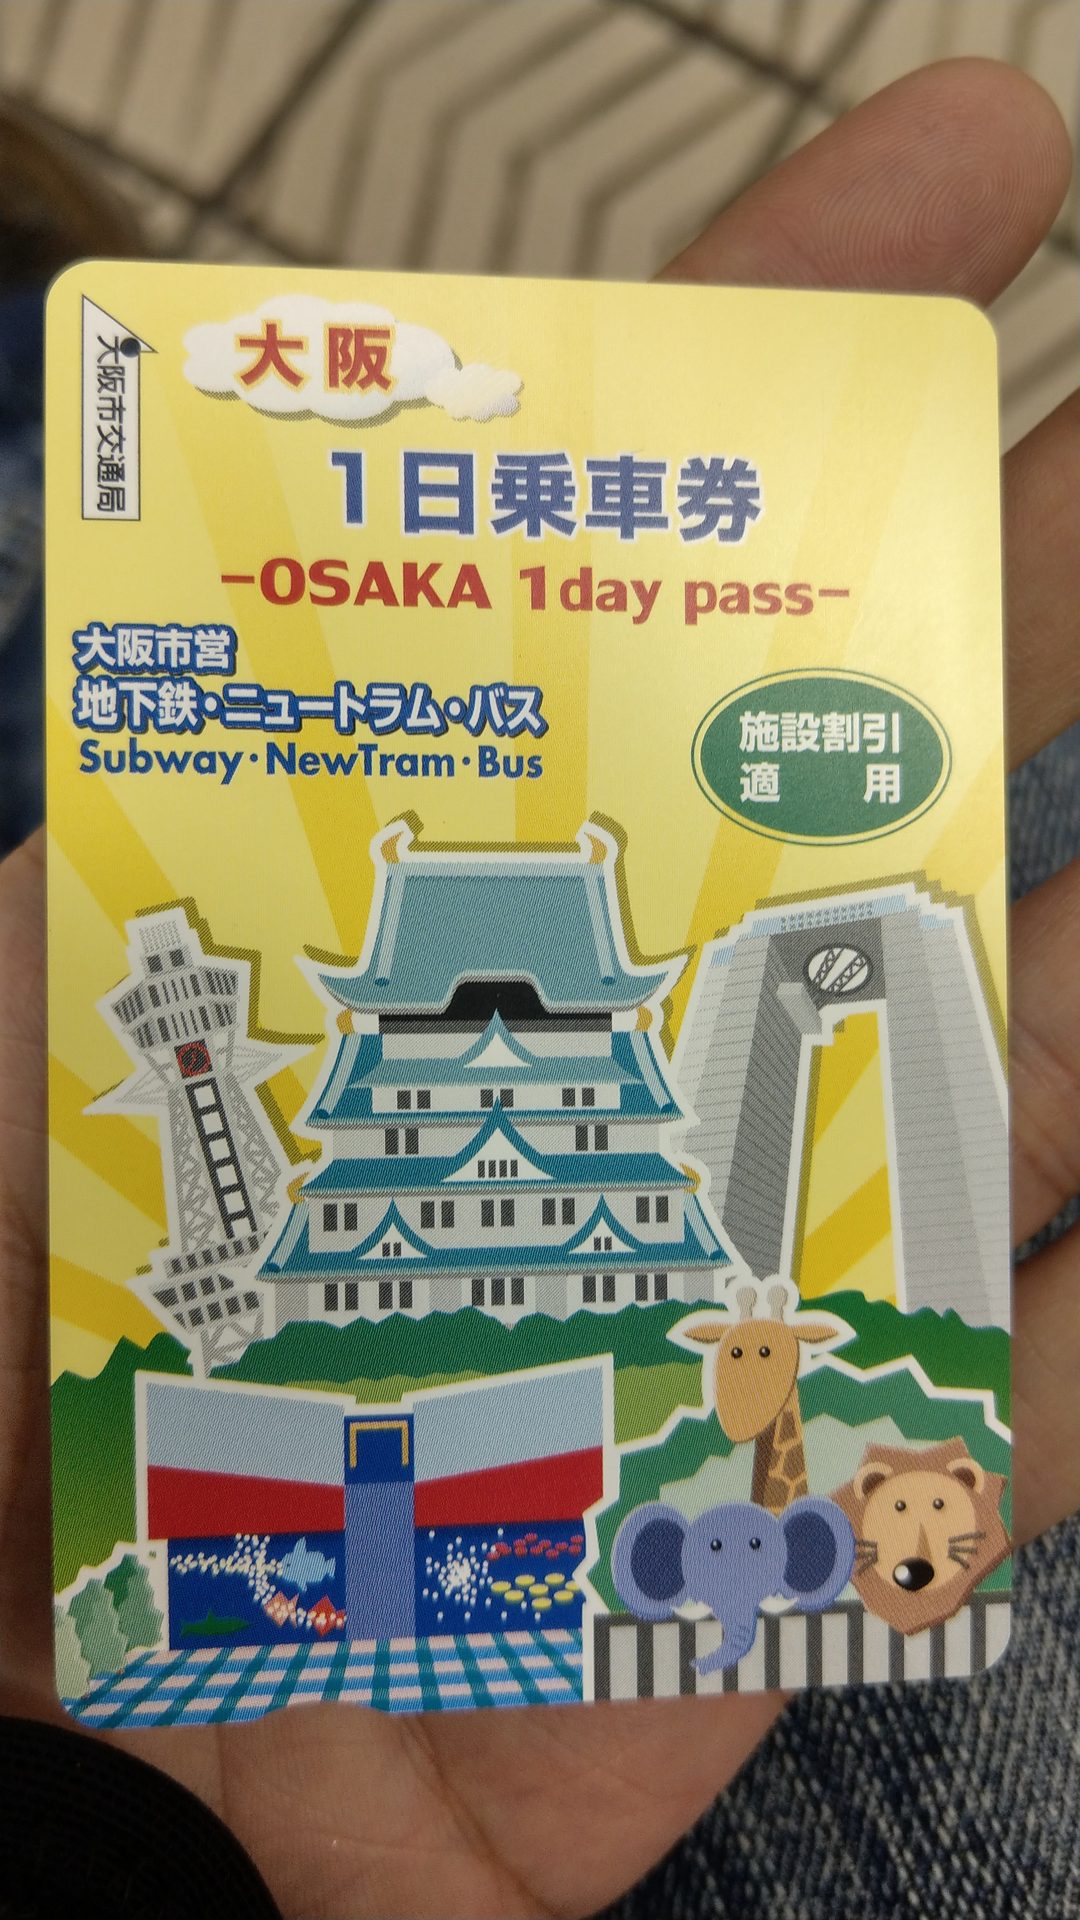 大阪市交通局
大阪
1日乗車券
-OSAKA 1day pass-
大阪市営
地下鉄・ニュートラム・バス
Subway・NewTram・Bus
施設割引
適用